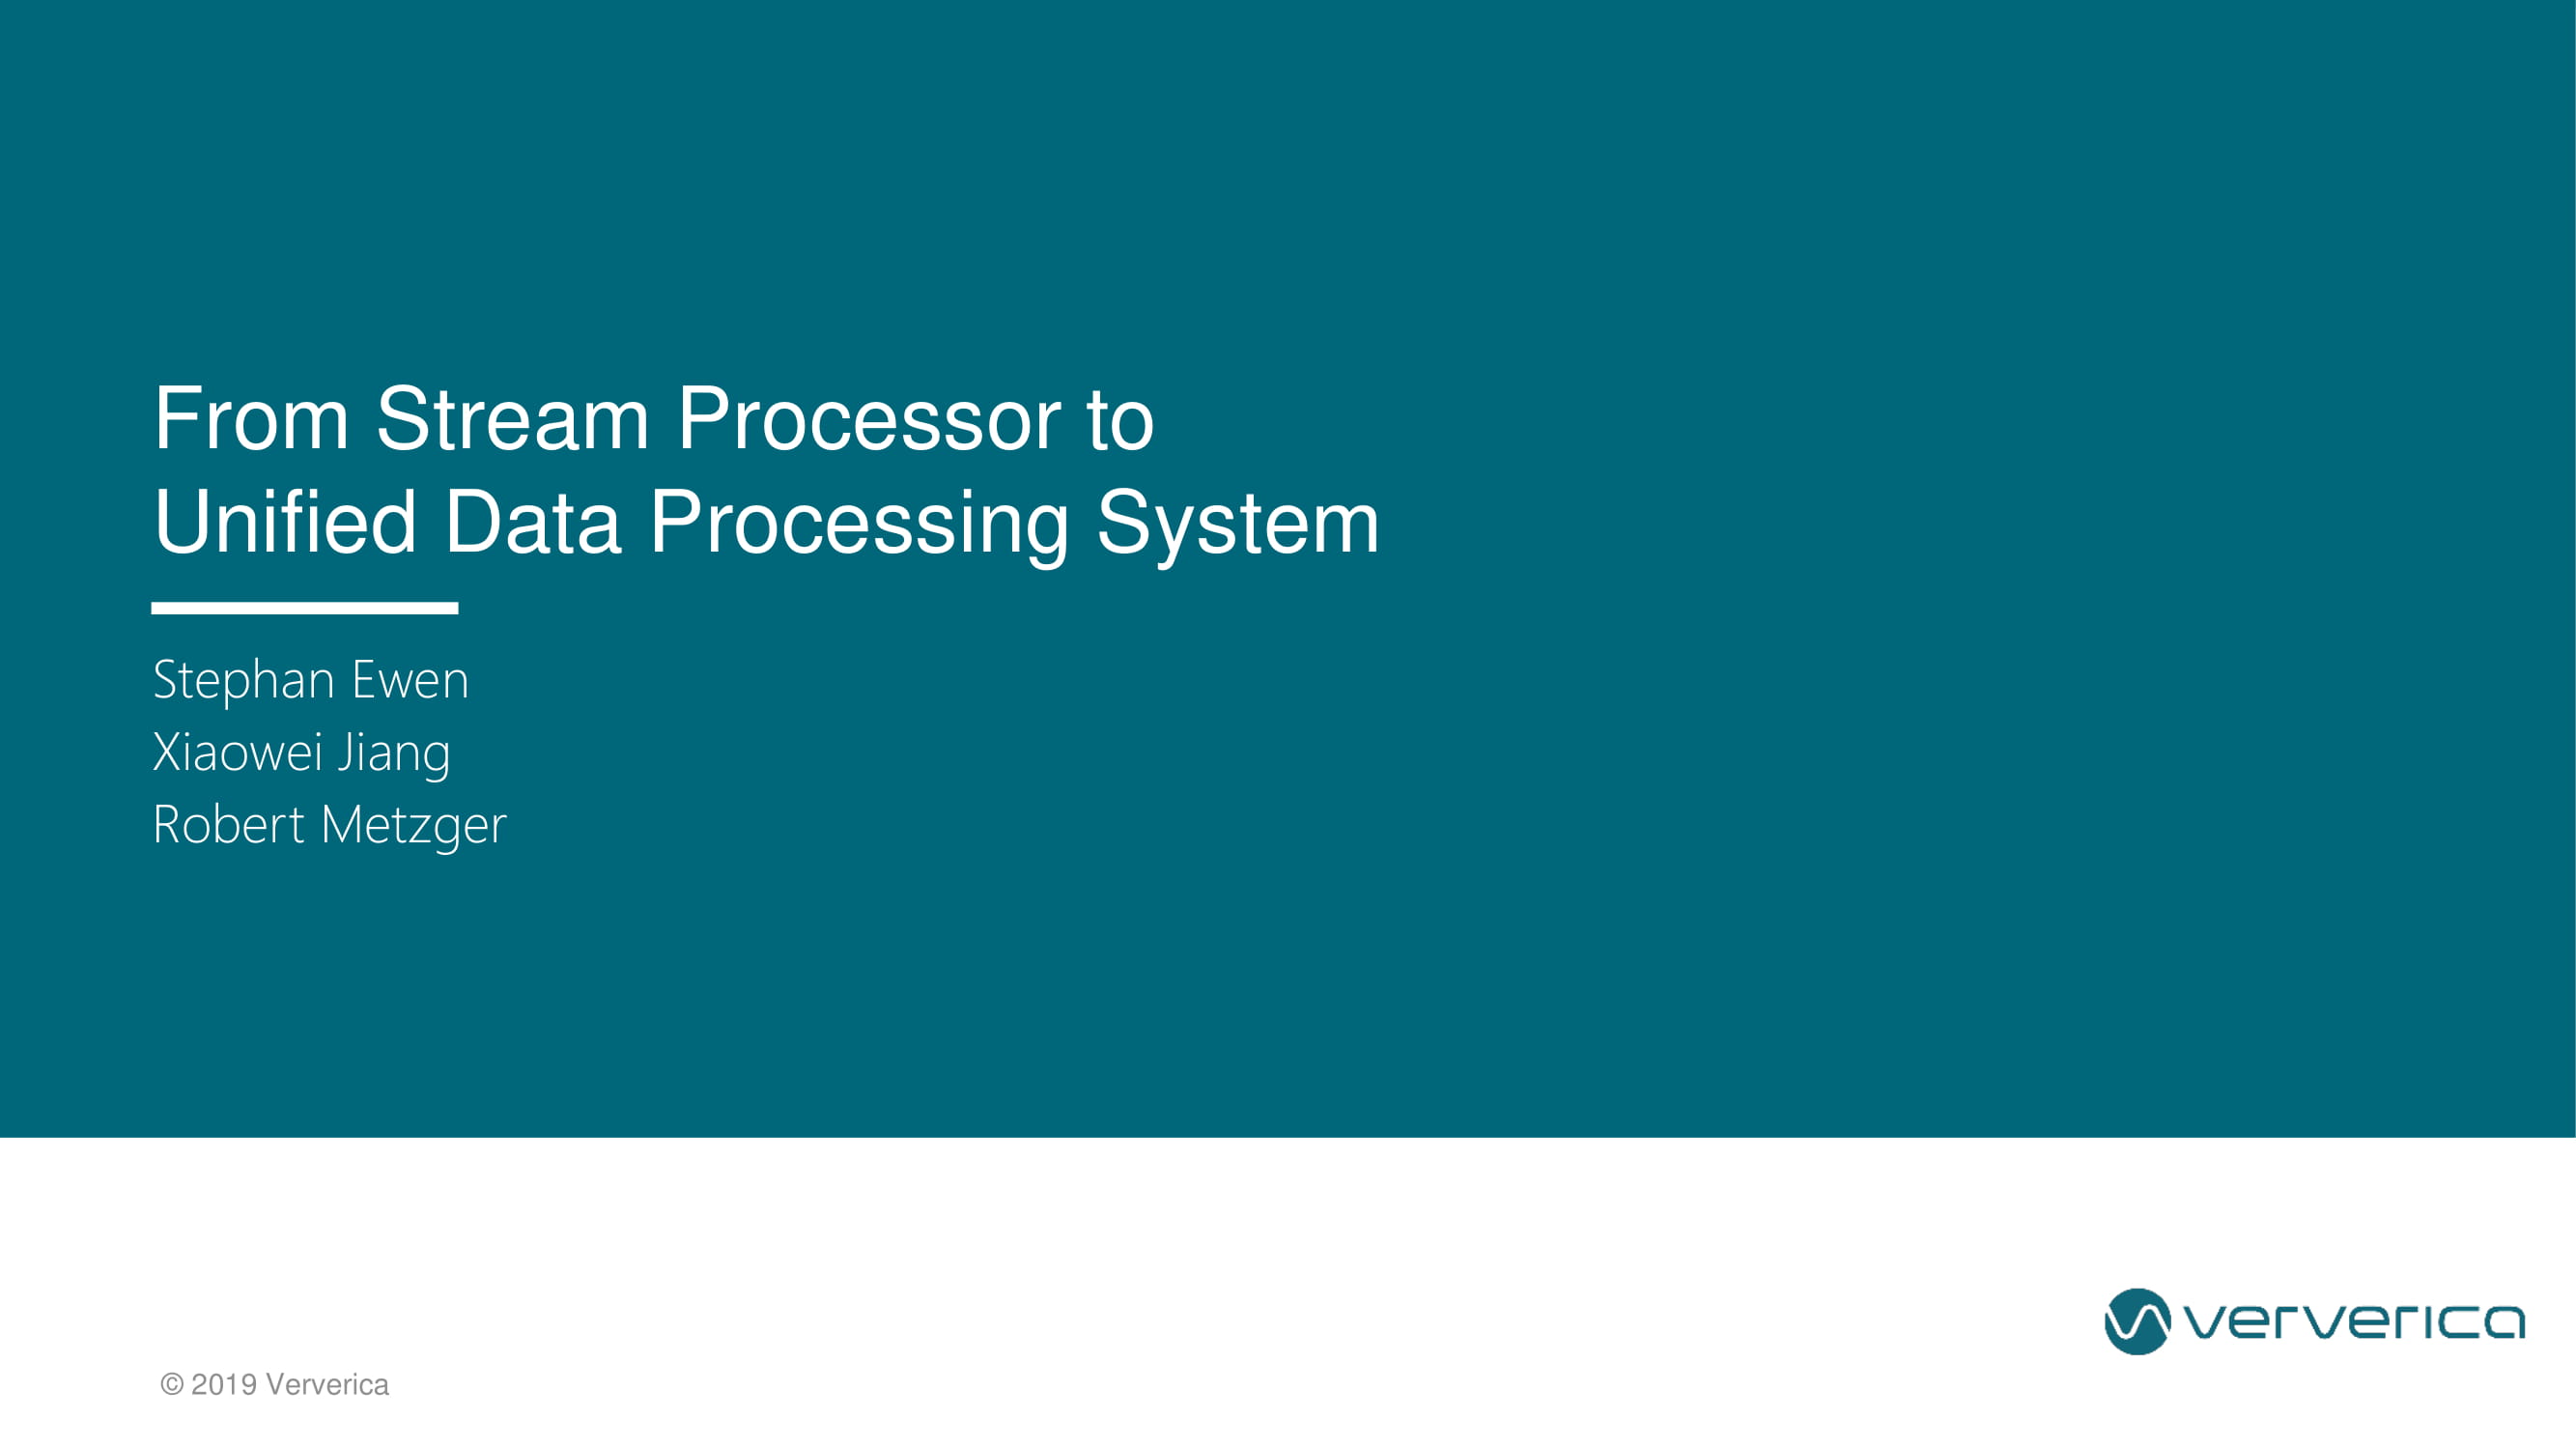 From Stream Processor to
Unified Data Processing System
Stephan Ewen
Xiaowei Jiang
Robert Metzger
ververica
© 2019 Ververica